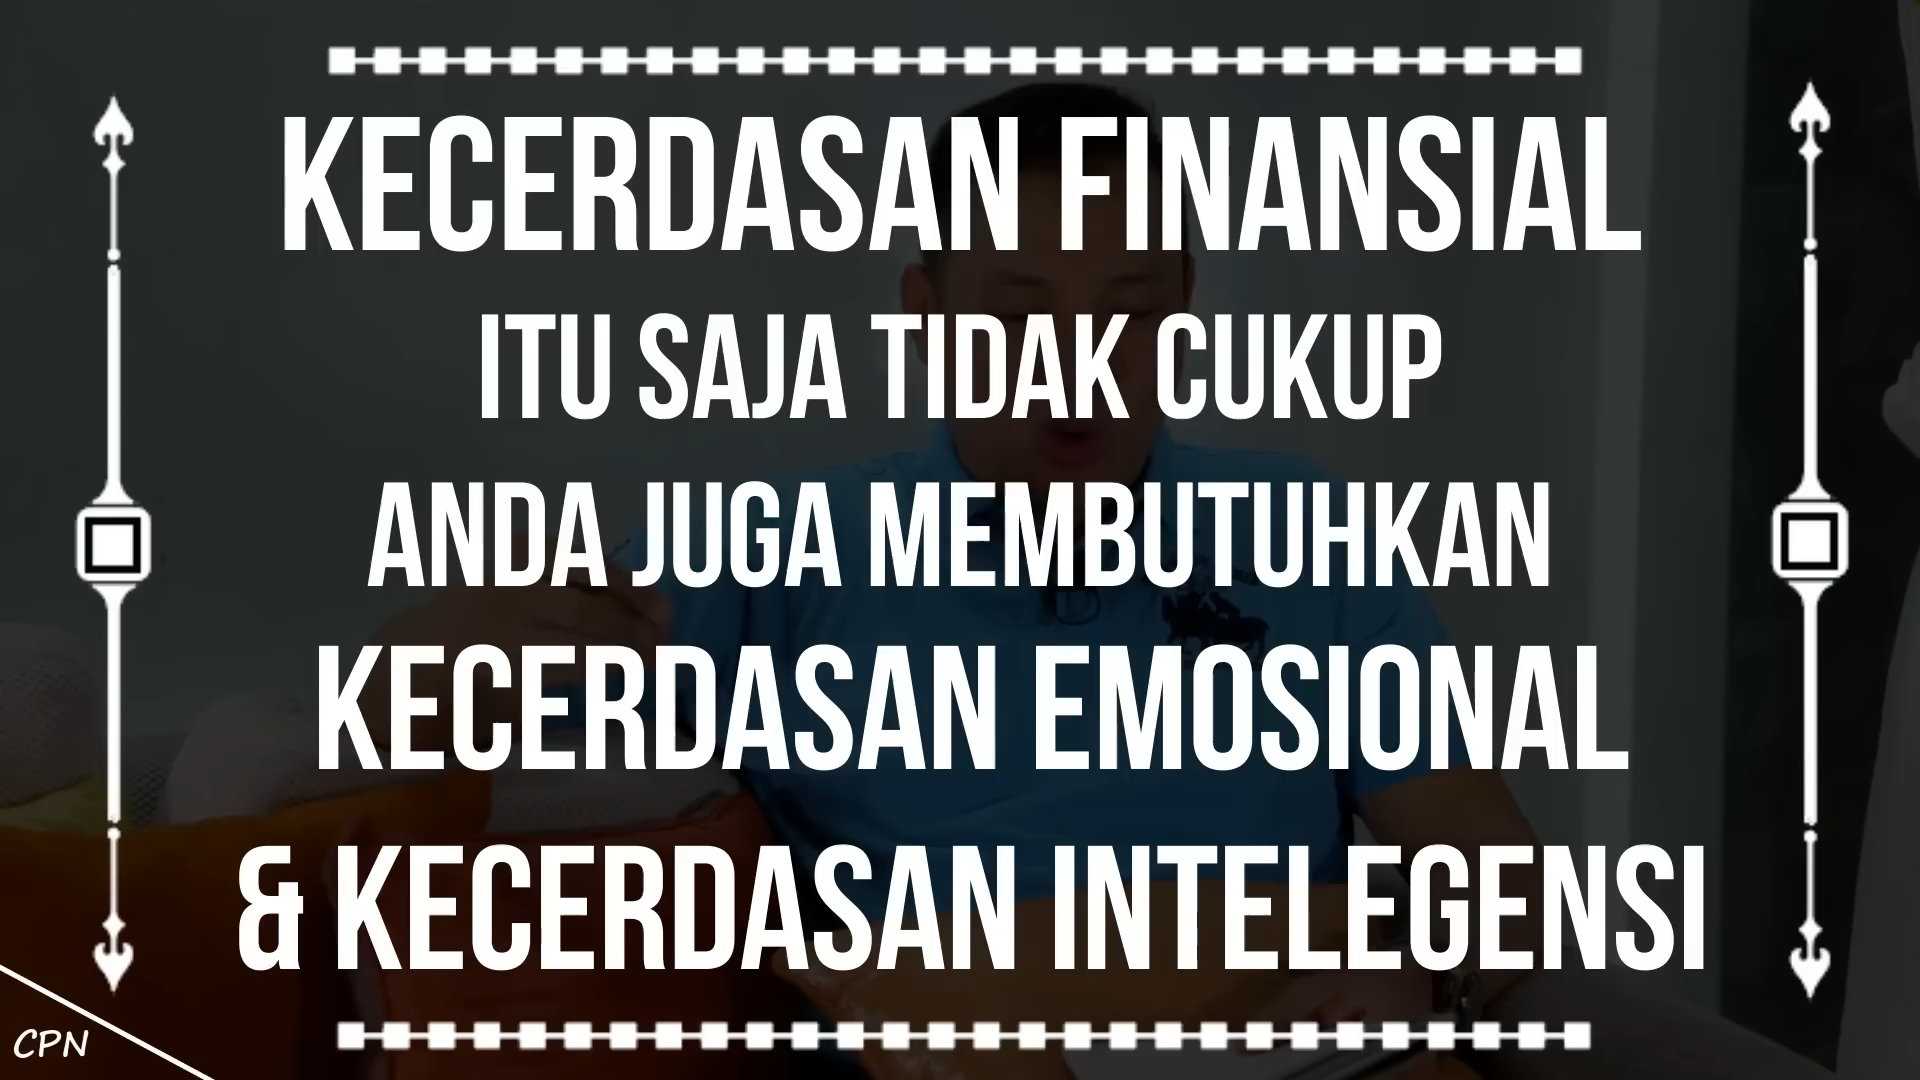 KECERDASAN FINANSIAL
ITU SAJA TIDAK CUKUP
ANDA JUGA MEMBUTUHKAN
KECERDASAN EMOSIONAL
& KECERDASAN INTELEGENSI
CPN